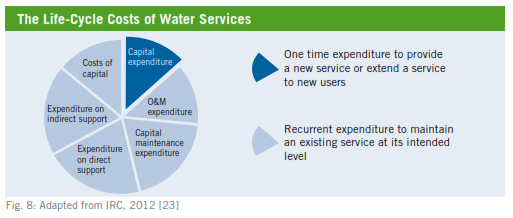 The Life-Cycle Costs of Water Services
Capital
expenditure
Costs of
capital
O&M
expenditure
Expenditure on
indirect support
Capital
maintenance
expenditure
Expenditure
on direct
support
One time expenditure to provide
a new service or extend a service
to new users
Recurrent expenditure to maintain
an existing service at its intended
level
Fig. 8: Adapted from IRC, 2012 [23]